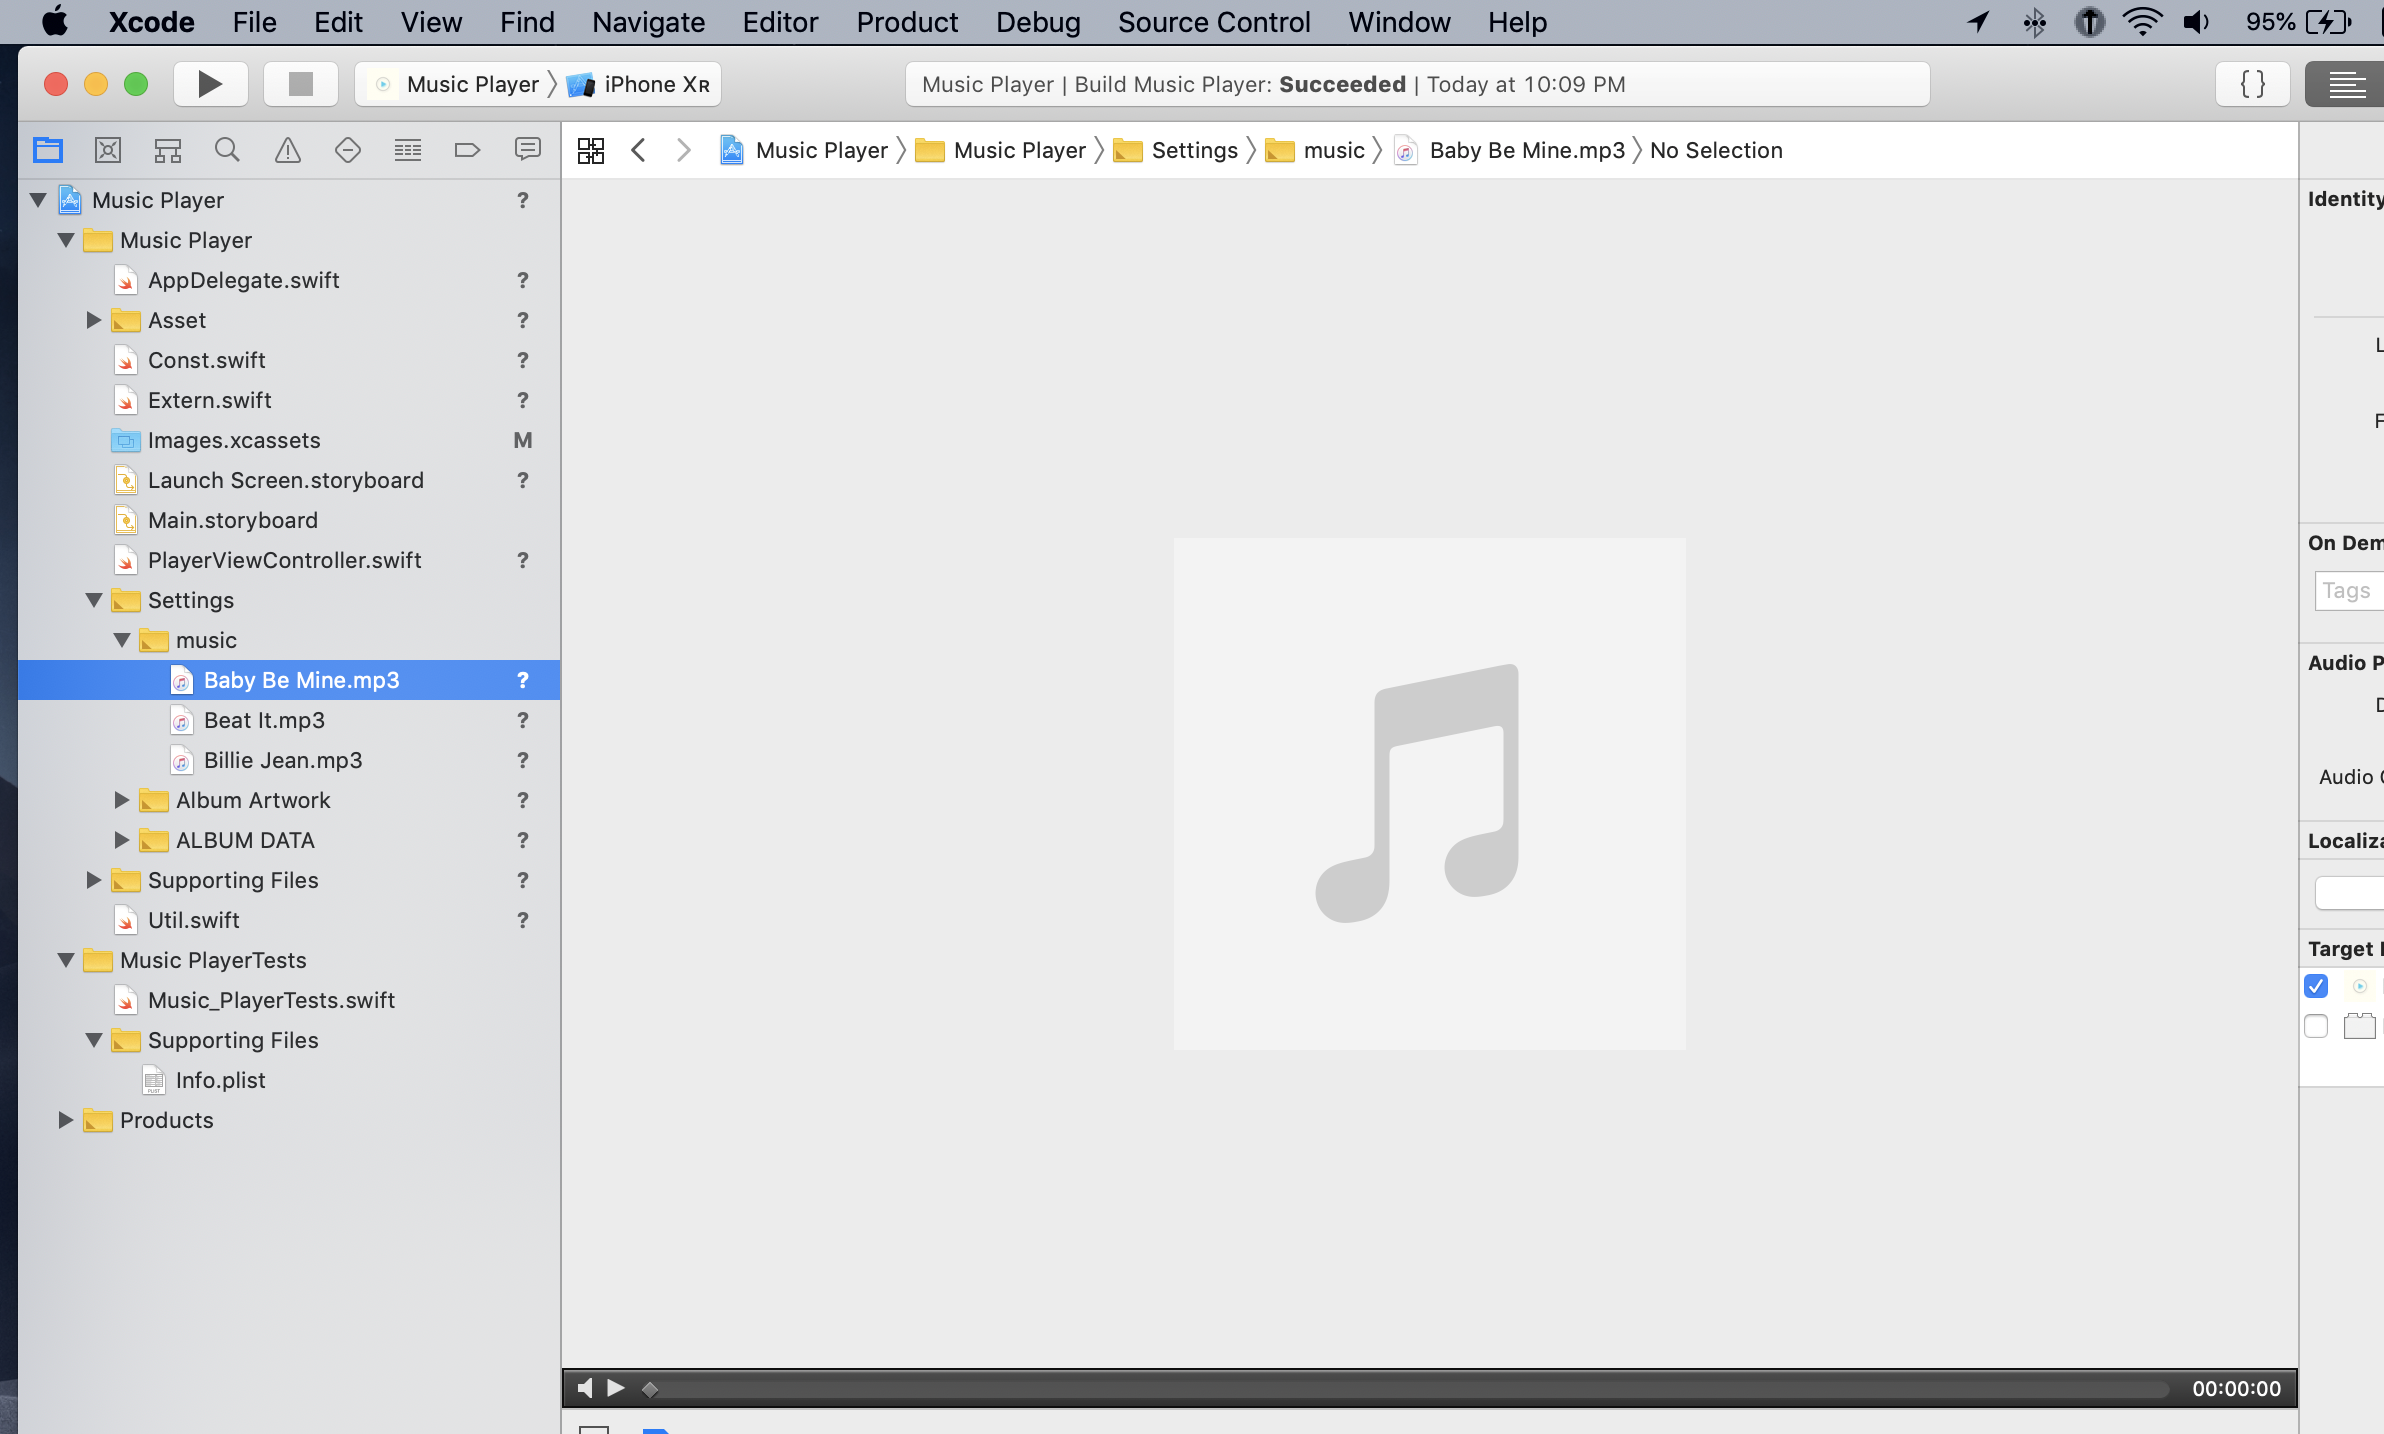 Xcode File Edit View Find Navigate Editor Product Debug Source Control Window Help 95%
Music Player iPhone XR
Music Player | Build Music Player: Succeeded | Today at 10:09 PM
{ }
Music Player Music Player Settings music Baby Be Mine.mp3 No Selection
Music Player ?
Music Player
AppDelegate.swift ?
Asset ?
Const.swift ?
Extern.swift ?
Images.xcassets M
Launch Screen.storyboard ?
Main.storyboard
PlayerViewController.swift ?
Settings
music
Baby Be Mine.mp3 ?
Beat It.mp3 ?
Billie Jean.mp3 ?
Album Artwork ?
ALBUM DATA ?
Supporting Files ?
Util.swift ?
Music PlayerTests
Music_PlayerTests.swift
Supporting Files
Info.plist
Products
00:00:00
Identity
On Dem
Tags
Audio P
Audio
Localiza
Target